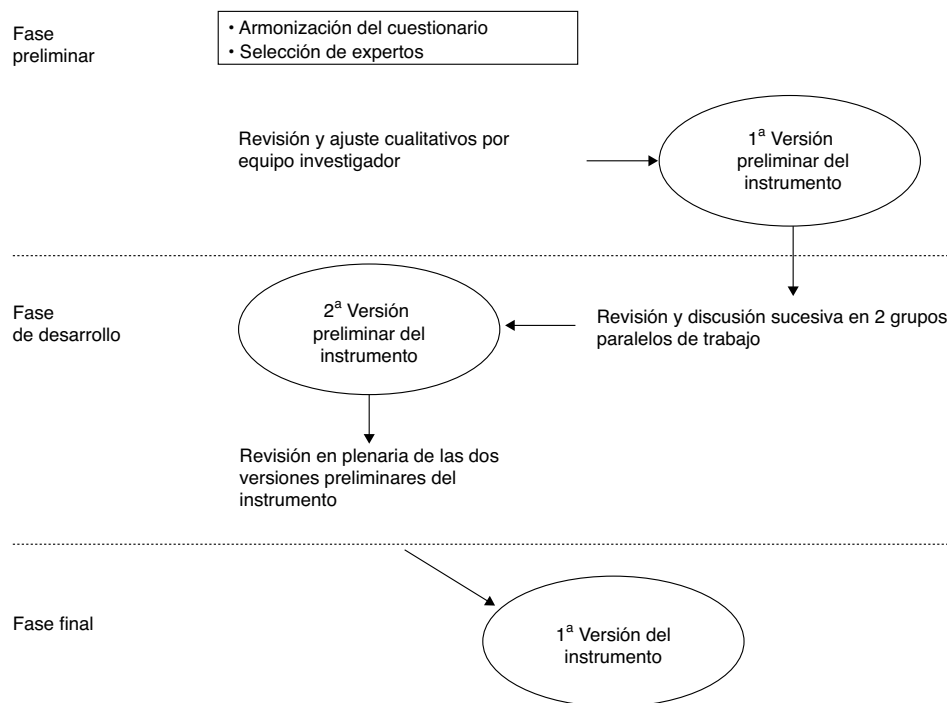 Fase
preliminar
• Armonización del cuestionario
• Selección de expertos
Revisión y ajuste cualitativos por
equipo investigador
1ª Versión
preliminar del
instrumento
Fase
de desarrollo
2ª Versión
preliminar del
instrumento
Revisión y discusión sucesiva en 2 grupos
paralelos de trabajo
Revisión en plenaria de las dos
versiones preliminares del
instrumento
Fase final
1ª Versión del
instrumento